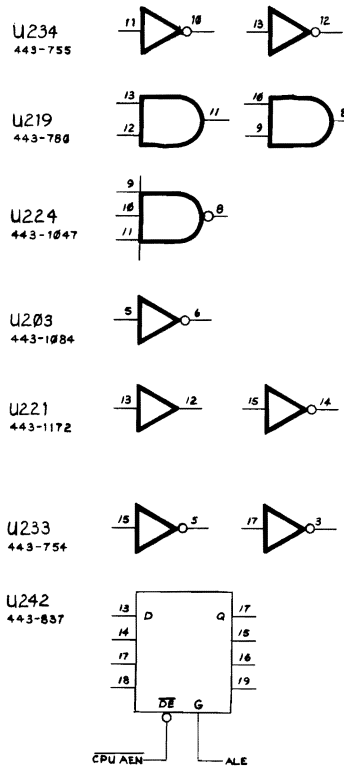 U234
443-755
11 10 13 12
U219
443-780
13
12
11
10
9
8
U224
443-1047
9
10
11
8
U203
443-1084
5 6
U221
443-1172
13 12 15 14
U233
443-754
15 5 17 3
U242
443-837
13 D Q 17
14 15
17 16
18 19
OE G
CPU AEN ALE